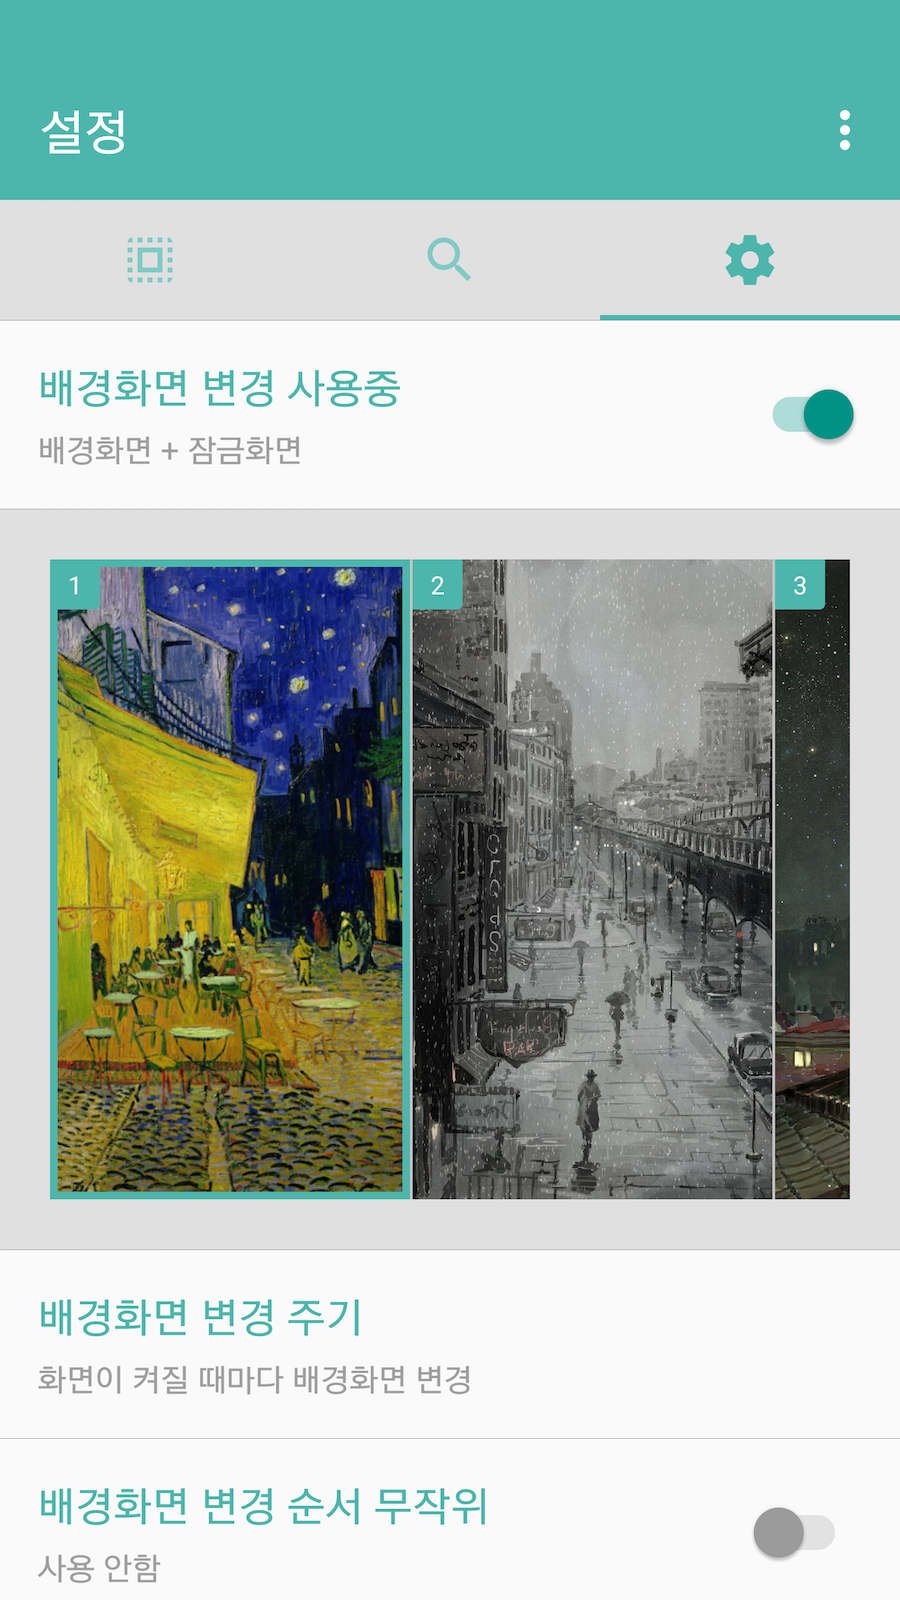 설정
배경화면 변경 사용중
배경화면 + 잠금화면
1
2
3
배경화면 변경 주기
화면이 켜질 때마다 배경화면 변경
배경화면 변경 순서 무작위
사용 안함